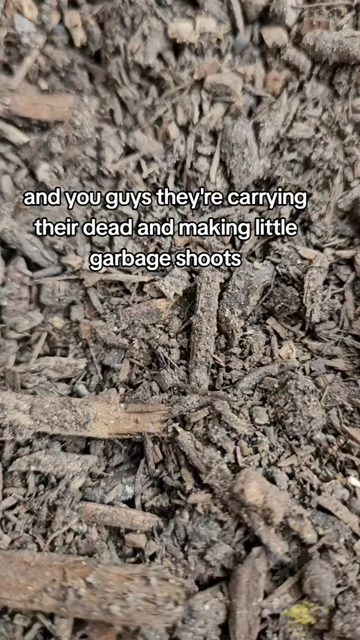 and you guys they're carrying
their dead and making little
garbage shoots